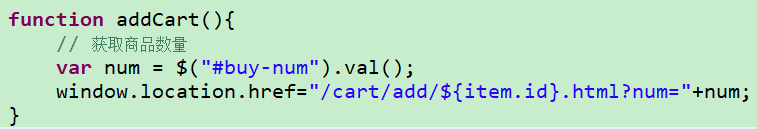 function addCart(){
    // 获取商品数量
    var num = $("#buy-num").val();
    window.location.href="/cart/add/${item.id}.html?num="+num;
}